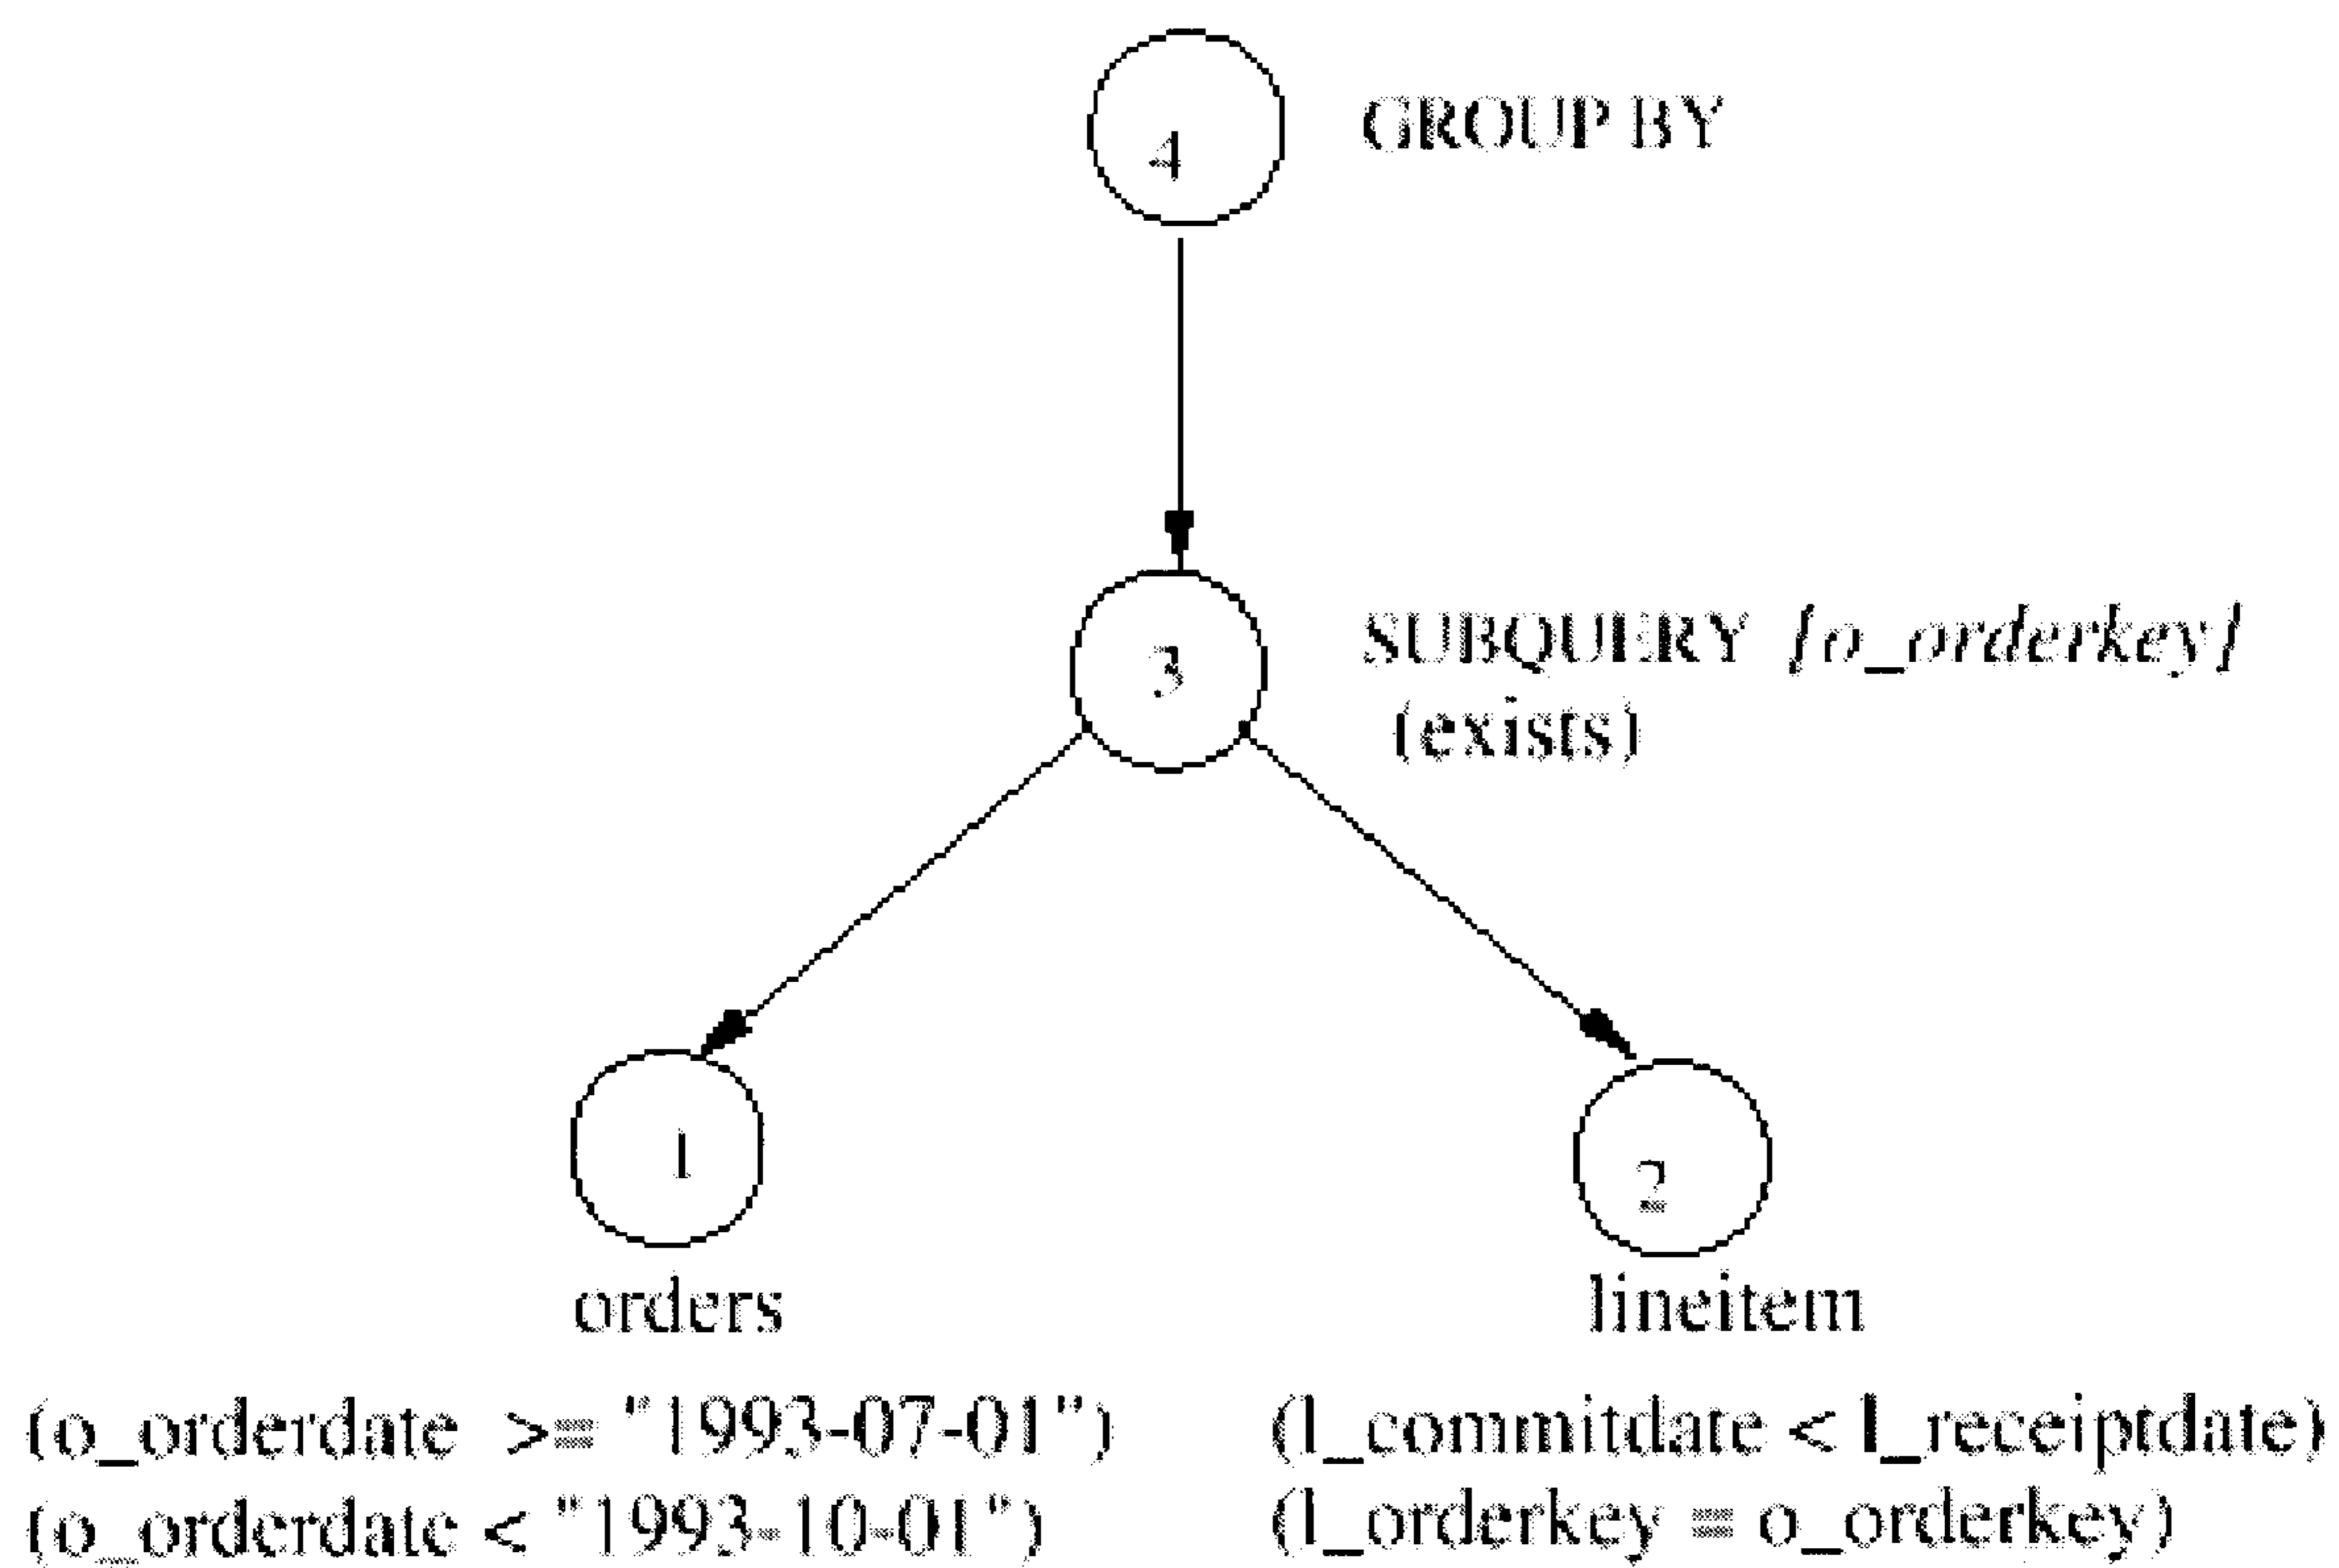 4 GROUP BY
3 SUBQUERY [o_orderkey]
(exists)
1
2
orders
lineitem
(o_orderdate >= "1993-07-01") (l_commitdate < l_receiptdate)
(o_orderdate < "1993-10-01") (l_orderkey = o_orderkey)